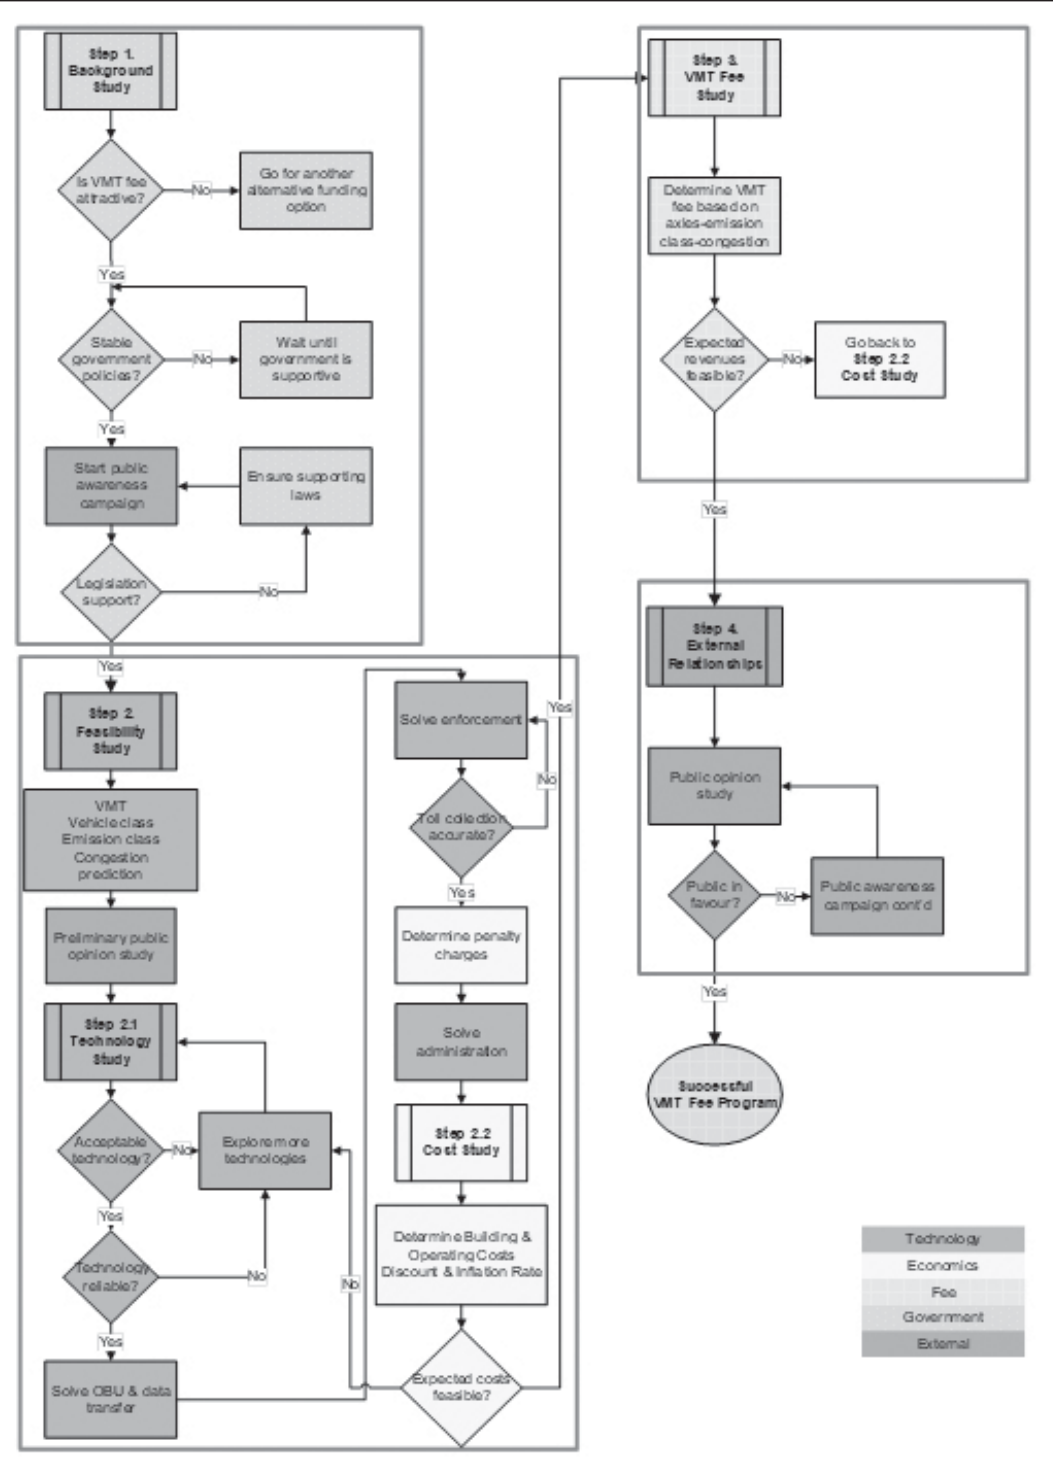 Step 1.
Background
Study
Is VMT fee
attractive?
No
Go for another
alternative funding
option
Yes
Stable
government
policies?
No
Wait until
government is
supportive
Yes
Start public
awareness
campaign
Ensure supporting
laws
Legislation
support?
No
Yes
Step 2.
Feasibility
Study
VMT
Vehicle class
Emission class
Congestion
prediction
Preliminary public
opinion study
Step 2.1
Technology
Study
Acceptable
technology?
No
Explore more
technologies
Yes
Technology
reliable?
No
Yes
Solve OBU & data
transfer
Solve enforcement
No
Toll collection
accurate?
Yes
Determine penalty
charges
Solve
administration
Step 2.2
Cost Study
Determine Building &
Operating Costs
Discount & Inflation Rate
No
Expected costs
feasible?
Yes
Step 3.
VMT Fee
Study
Determine VMT
fee based on
axles-emission
class-congestion
Expected
revenues
feasible?
No
Go back to
Step 2.2
Cost Study
Yes
Step 4.
External
Relationships
Public opinion
study
Public in
favour?
No
Public awareness
campaign cont'd
Yes
Successful
VMT Fee Program
Technology
Economics
Fee
Government
External